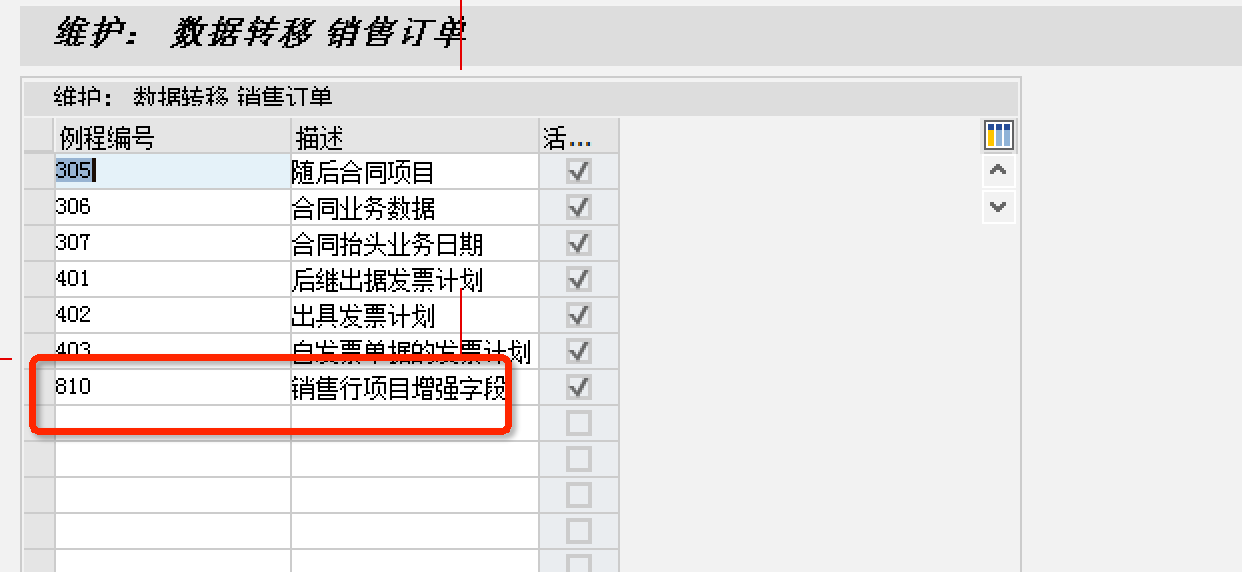 维护： 数据转移 销售订单
维护： 数据转移 销售订单
例程编号 描述 活...
305 随后合同项目
306 合同业务数据
307 合同抬头业务日期
401 后继出据发票计划
402 出具发票计划
403 自发票单据的发票计划
810 销售行项目增强字段